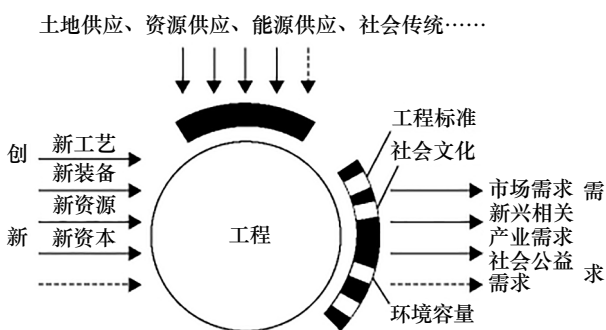 土地供应、资源供应、能源供应、社会传统……
创
新
新工艺
新装备
新资源
新资本
工程
工程标准
社会文化
环境容量
市场需求
新兴相关
产业需求
社会公益
需求
需
求